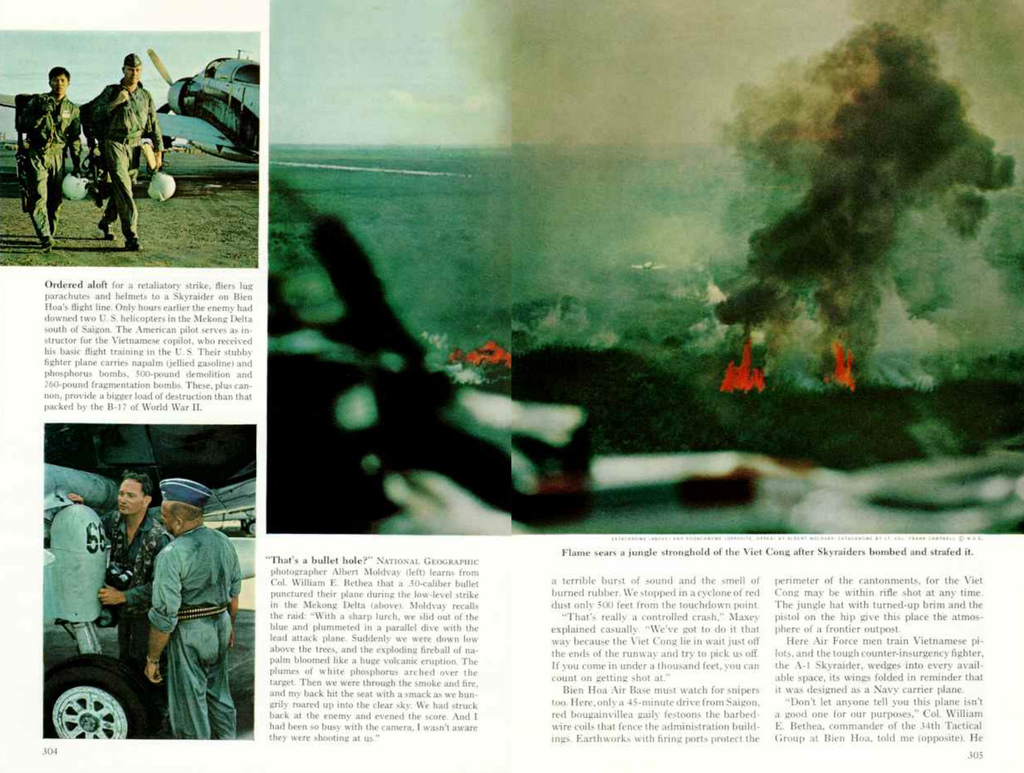 Ordered aloft for a retaliatory strike, fliers lug
parachutes and helmets to a Skyraider on Bien
Hoa's flight line. Only hours earlier the enemy had
downed two U. S. helicopters in the Mekong Delta
south of Saigon. The American pilot serves as in-
structor for the Vietnamese copilot, who received
his basic flight training in the U. S. Their stubby
fighter plane carries napalm (jellied gasoline) and
phosphorus bombs, 500-pound demolition and
260-pound fragmentation bombs. These, plus can-
non, provide a bigger load of destruction than that
packed by the B-17 of World War II.
304
"That's a bullet hole?" NATIONAL GEOGRAPHIC
photographer Albert Moldvay (left) learns from
Col. William E. Bethea that a .50-caliber bullet
punctured their plane during the low-level strike
in the Mekong Delta (above). Moldvay recalls
the raid: "With a sharp lurch, we slid out of the
blue and plummeted in a parallel dive with the
lead attack plane. Suddenly we were down low
above the trees, and the exploding fireball of na-
palm bloomed like a huge volcanic eruption. The
plumes of white phosphorus arched over the
target. Then we were through the smoke and fire,
and my back hit the seat with a smack as we hun-
grily roared up into the clear sky. We had struck
back at the enemy and evened the score. And I
had been so busy with the camera, I wasn't aware
they were shooting at us."
Flame sears a jungle stronghold of the Viet Cong after Skyraiders bombed and strafed it.
a terrible burst of sound and the smell of
burned rubber. We stopped in a cyclone of red
dust only 500 feet from the touchdown point.
"That's really a controlled crash," Maxey
explained casually. "We've got to do it that
way because the Viet Cong lie in wait just off
the ends of the runway and try to pick us off.
If you come in under a thousand feet, you can
count on getting shot at."
Bien Hoa Air Base must watch for snipers
too. Here, only a 45-minute drive from Saigon,
red bougainvillea gaily festoons the barbed-
wire coils that fence the administration build-
ings. Earthworks with firing ports protect the
perimeter of the cantonments, for the Viet
Cong may be within rifle shot at any time.
The jungle hat with turned-up brim and the
pistol on the hip give this place the atmos-
phere of a frontier outpost.
Here Air Force men train Vietnamese pi-
lots, and the tough counter-insurgency fighter,
the A-1 Skyraider, wedges into every avail-
able space, its wings folded in reminder that
it was designed as a Navy carrier plane.
"Don't let anyone tell you this plane isn't
a good one for our purposes," Col. William
E. Bethea, commander of the 34th Tactical
Group at Bien Hoa, told me (opposite). He
305